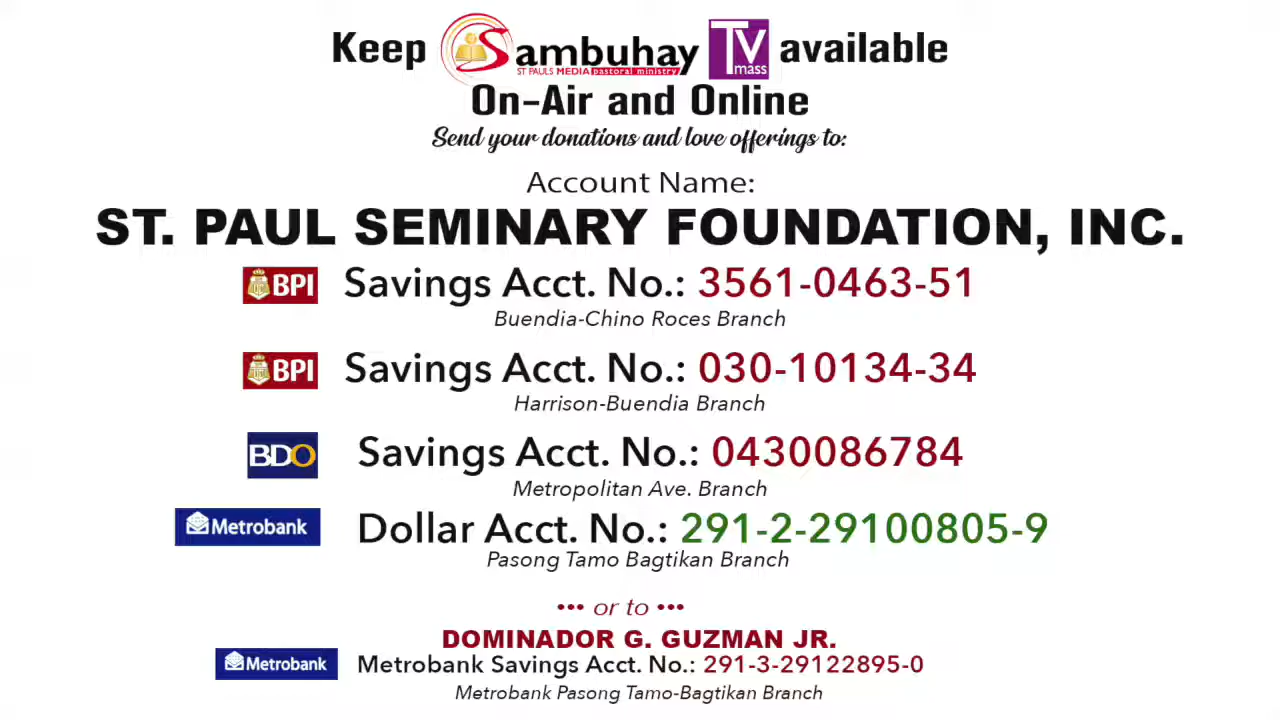 Keep Sambuhay TV mass available
ST PAULS MEDIA pastoral ministry
On-Air and Online
Send your donations and love offerings to:
Account Name:
ST. PAUL SEMINARY FOUNDATION, INC.
BPI Savings Acct. No.: 3561-0463-51
Buendia-Chino Roces Branch
BPI Savings Acct. No.: 030-10134-34
Harrison-Buendia Branch
BDO Savings Acct. No.: 0430086784
Metropolitan Ave. Branch
Metrobank Dollar Acct. No.: 291-2-29100805-9
Pasong Tamo Bagtikan Branch
••• or to •••
DOMINADOR G. GUZMAN JR.
Metrobank Metrobank Savings Acct. No.: 291-3-29122895-0
Metrobank Pasong Tamo-Bagtikan Branch